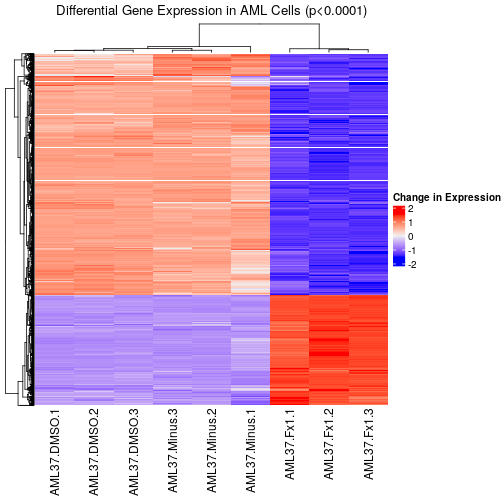 Differential Gene Expression in AML Cells (p<0.0001)
Change in Expression
2
1
0
-1
-2
AML37.DMSO.1
AML37.DMSO.2
AML37.DMSO.3
AML37.Minus.3
AML37.Minus.2
AML37.Minus.1
AML37.Fx1.1
AML37.Fx1.2
AML37.Fx1.3